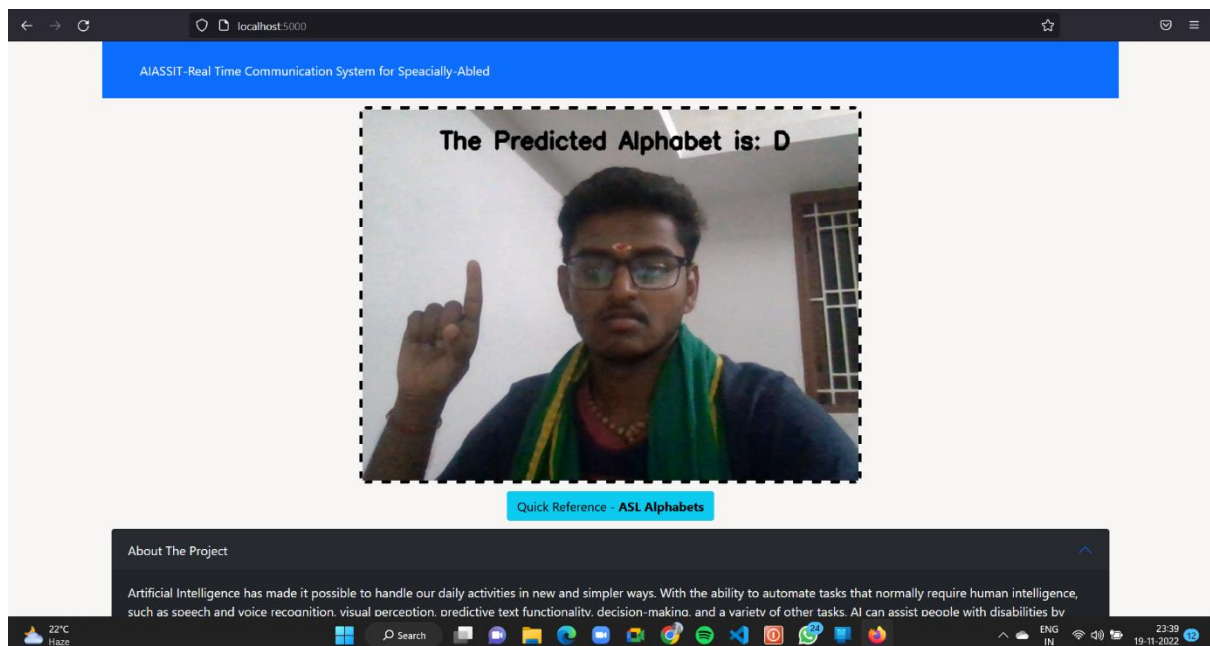 localhost:5000
AIASSIT-Real Time Communication System for Speacially-Abled
The Predicted Alphabet is: D
Quick Reference - ASL Alphabets
About The Project
Artificial Intelligence has made it possible to handle our daily activities in new and simpler ways. With the ability to automate tasks that normally require human intelligence,
such as speech and voice recognition, visual perception, predictive text functionality, decision-making, and a variety of other tasks. AI can assist people with disabilities by
22°C
Haze
Search
24
ENG
IN
23:39
19-11-2022
12